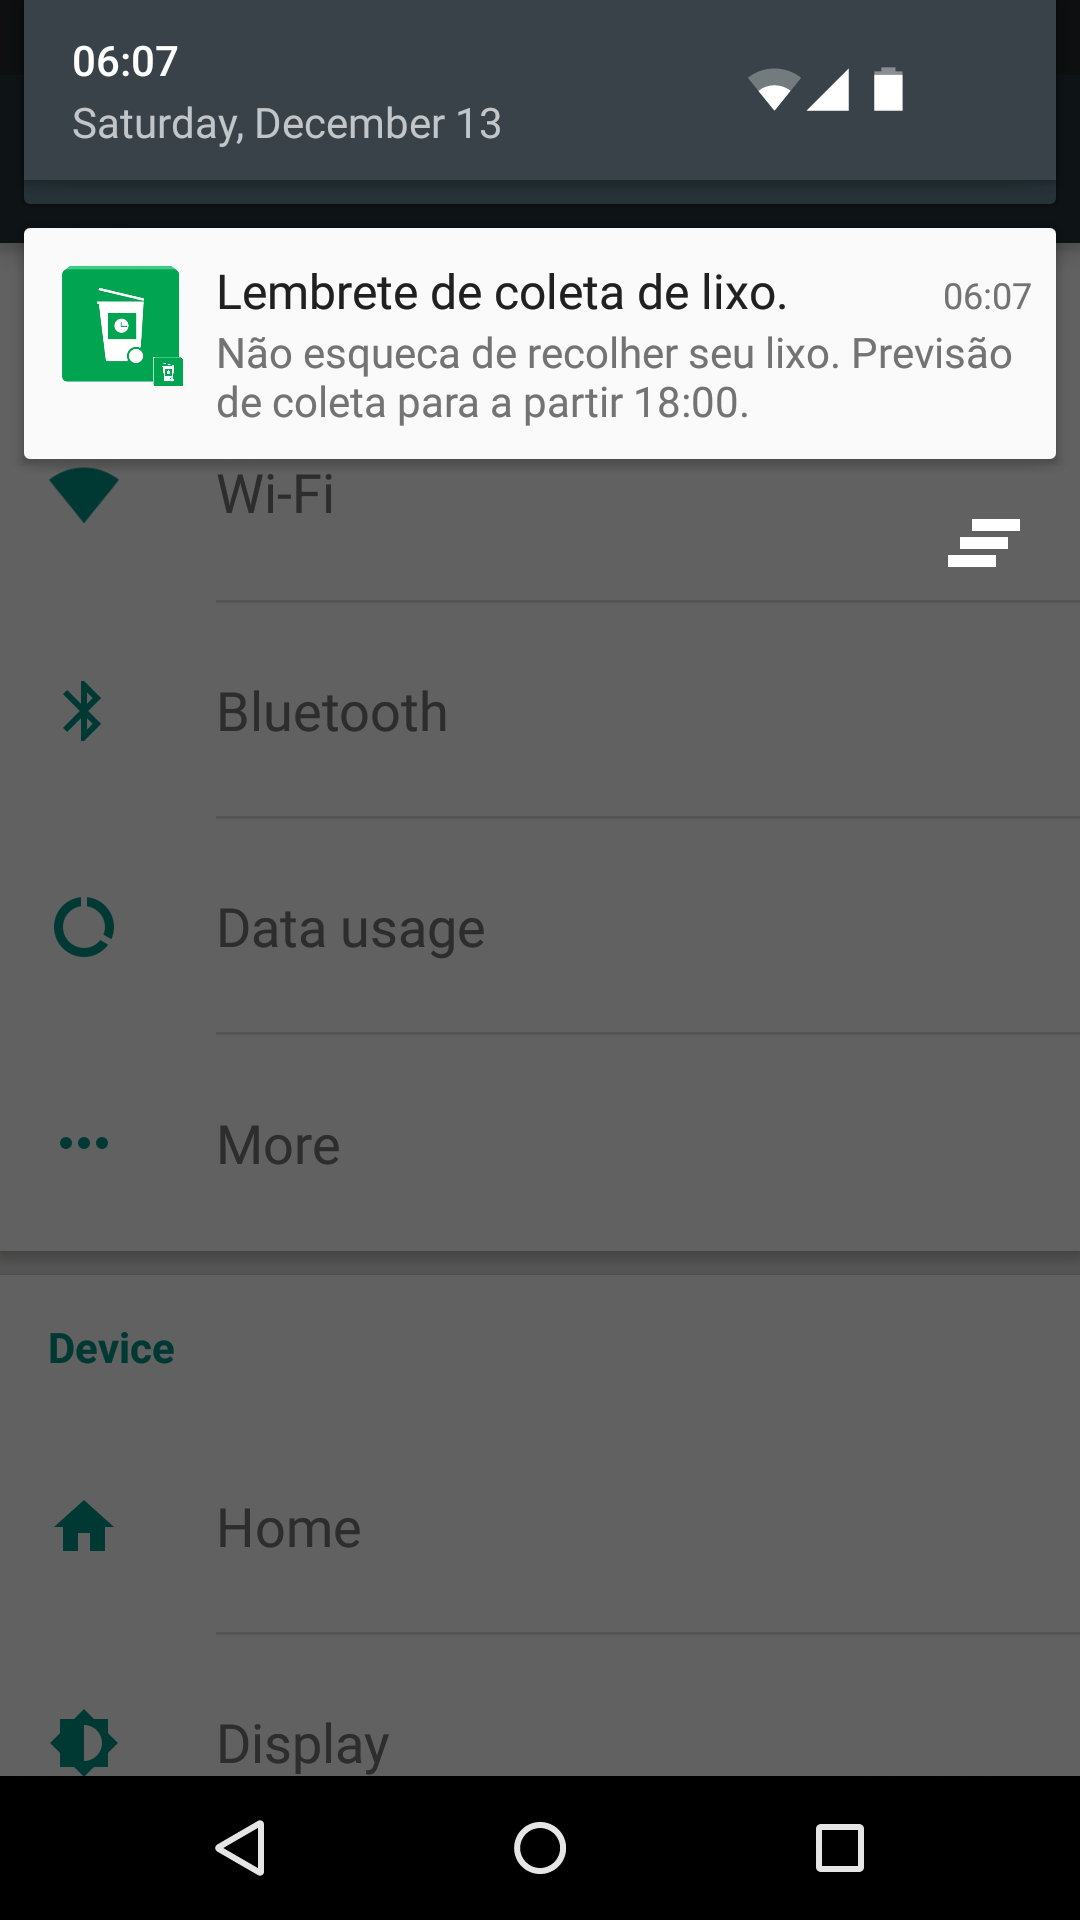 06:07
Saturday, December 13
Lembrete de coleta de lixo.
06:07
Não esqueca de recolher seu lixo. Previsão
de coleta para a partir 18:00.
Wi-Fi
Bluetooth
Data usage
More
Device
Home
Display